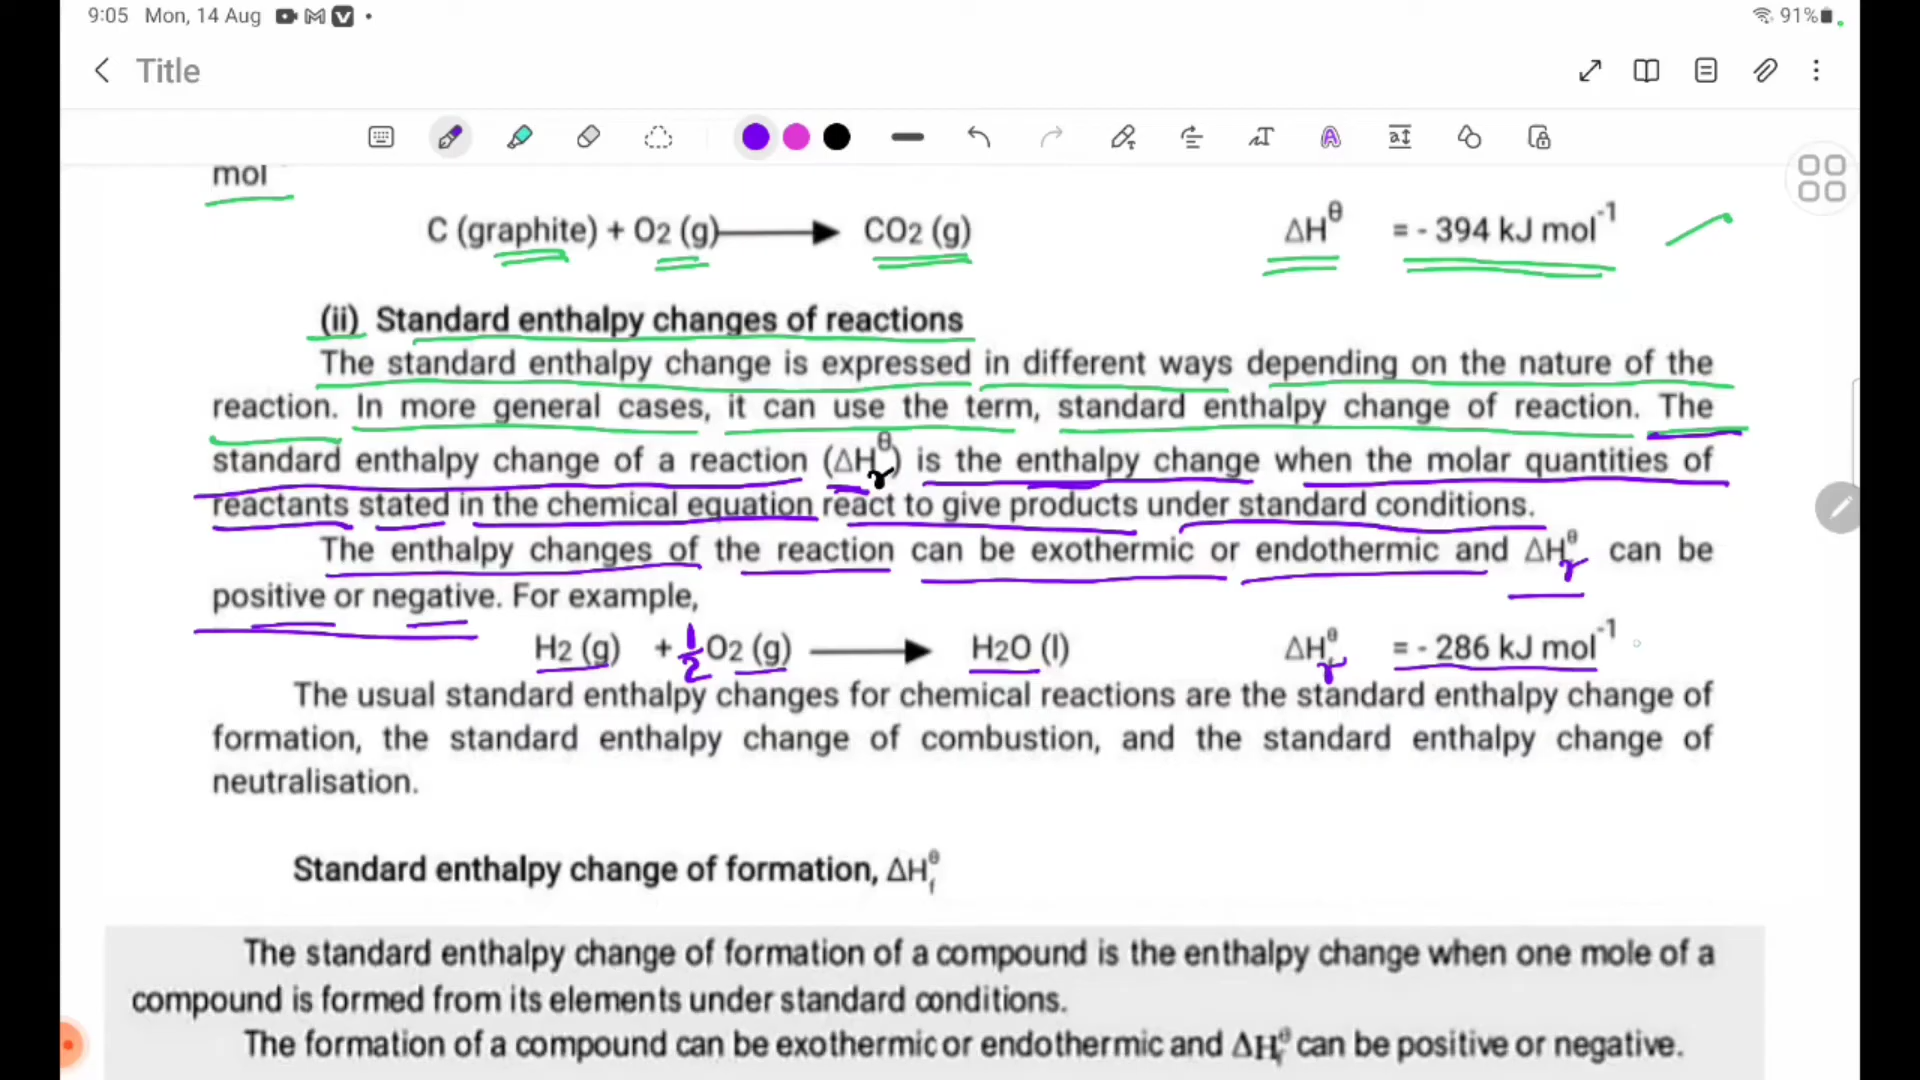 9:05 Mon, 14 Aug
91%
Title
mol
C (graphite) + O2 (g) → CO2 (g) ΔHᶿ = - 394 kJ mol⁻¹
(ii) Standard enthalpy changes of reactions
The standard enthalpy change is expressed in different ways depending on the nature of the
reaction. In more general cases, it can use the term, standard enthalpy change of reaction. The
standard enthalpy change of a reaction (ΔHᵣᶿ) is the enthalpy change when the molar quantities of
reactants stated in the chemical equation react to give products under standard conditions.
The enthalpy changes of the reaction can be exothermic or endothermic and ΔHᵣᶿ can be
positive or negative. For example,
H2 (g) + 1/2 O2 (g) → H2O (l) ΔHᵣᶿ = - 286 kJ mol⁻¹
The usual standard enthalpy changes for chemical reactions are the standard enthalpy change of
formation, the standard enthalpy change of combustion, and the standard enthalpy change of
neutralisation.
Standard enthalpy change of formation, ΔHfᶿ
The standard enthalpy change of formation of a compound is the enthalpy change when one mole of a
compound is formed from its elements under standard conditions.
The formation of a compound can be exothermic or endothermic and ΔHfᶿ can be positive or negative.